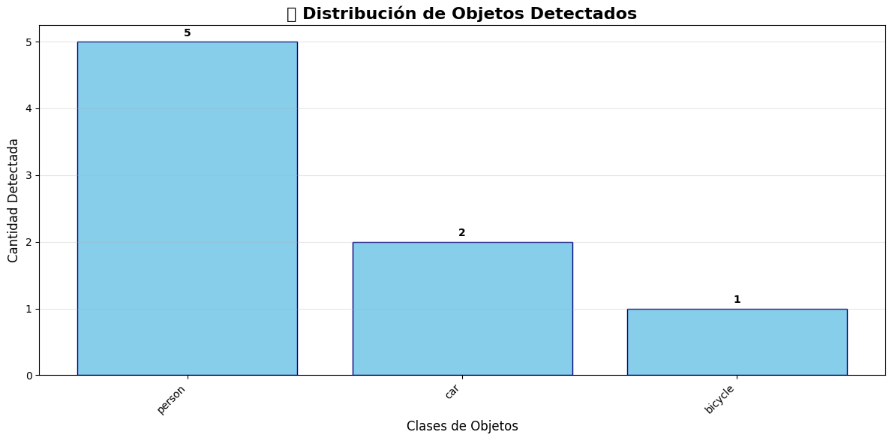 Distribución de Objetos Detectados
Cantidad Detectada
5
4
3
2
1
0
5
2
1
person
car
bicycle
Clases de Objetos